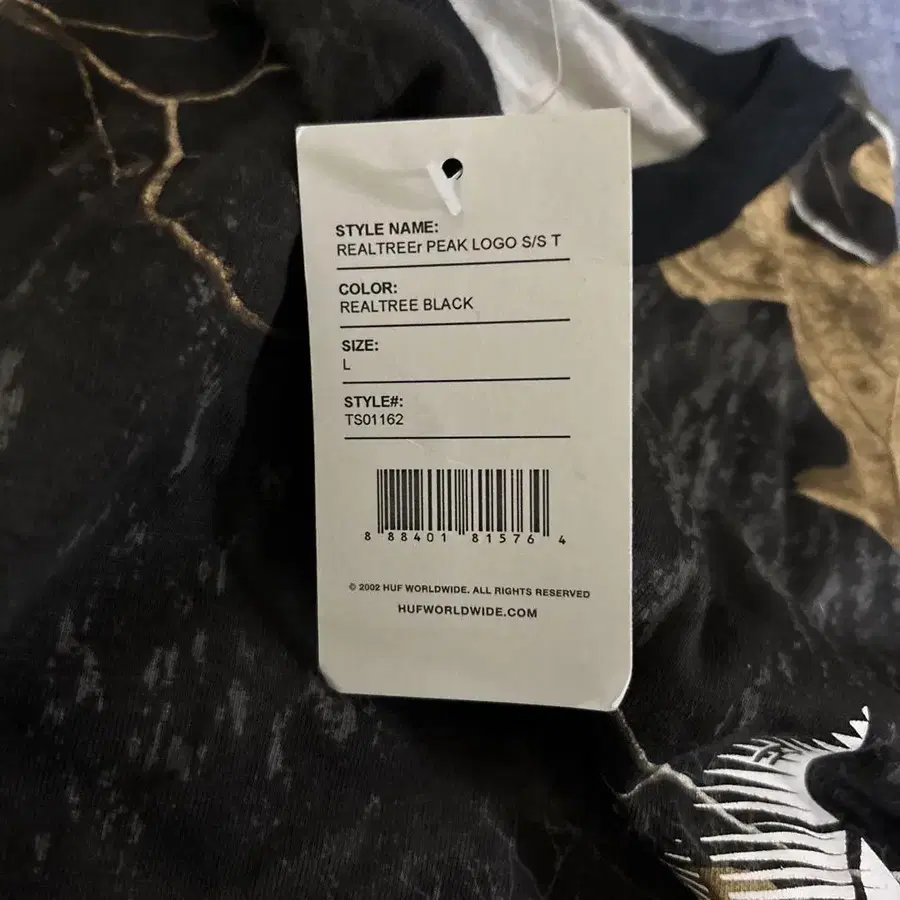 STYLE NAME:
REALTREEr PEAK LOGO S/S T
COLOR:
REALTREE BLACK
SIZE:
L
STYLE#:
TS01162
8 88401 81576 4
© 2002 HUF WORLDWIDE. ALL RIGHTS RESERVED
HUFWORLDWIDE.COM